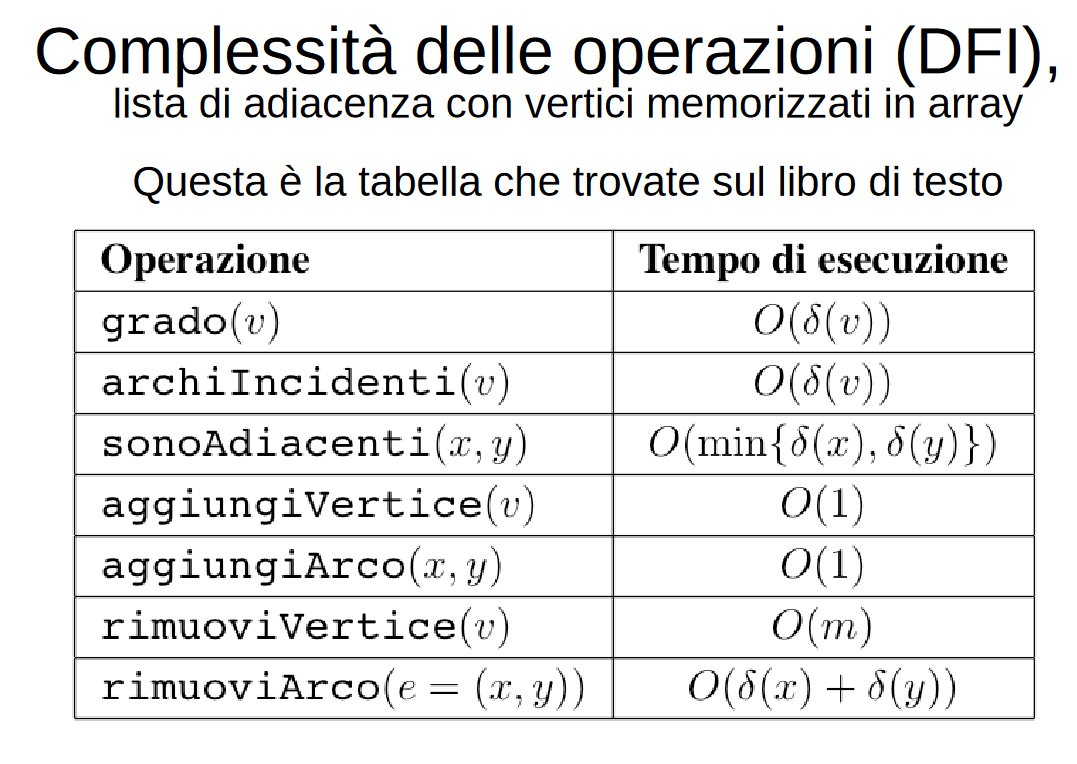 Complessità delle operazioni (DFI),
lista di adiacenza con vertici memorizzati in array
Questa è la tabella che trovate sul libro di testo
Operazione Tempo di esecuzione
grado(v) O(δ(v))
archiIncidenti(v) O(δ(v))
sonoAdiacenti(x, y) O(min{δ(x), δ(y)})
aggiungiVertice(v) O(1)
aggiungiArco(x, y) O(1)
rimuoviVertice(v) O(m)
rimuoviArco(e = (x, y)) O(δ(x) + δ(y))